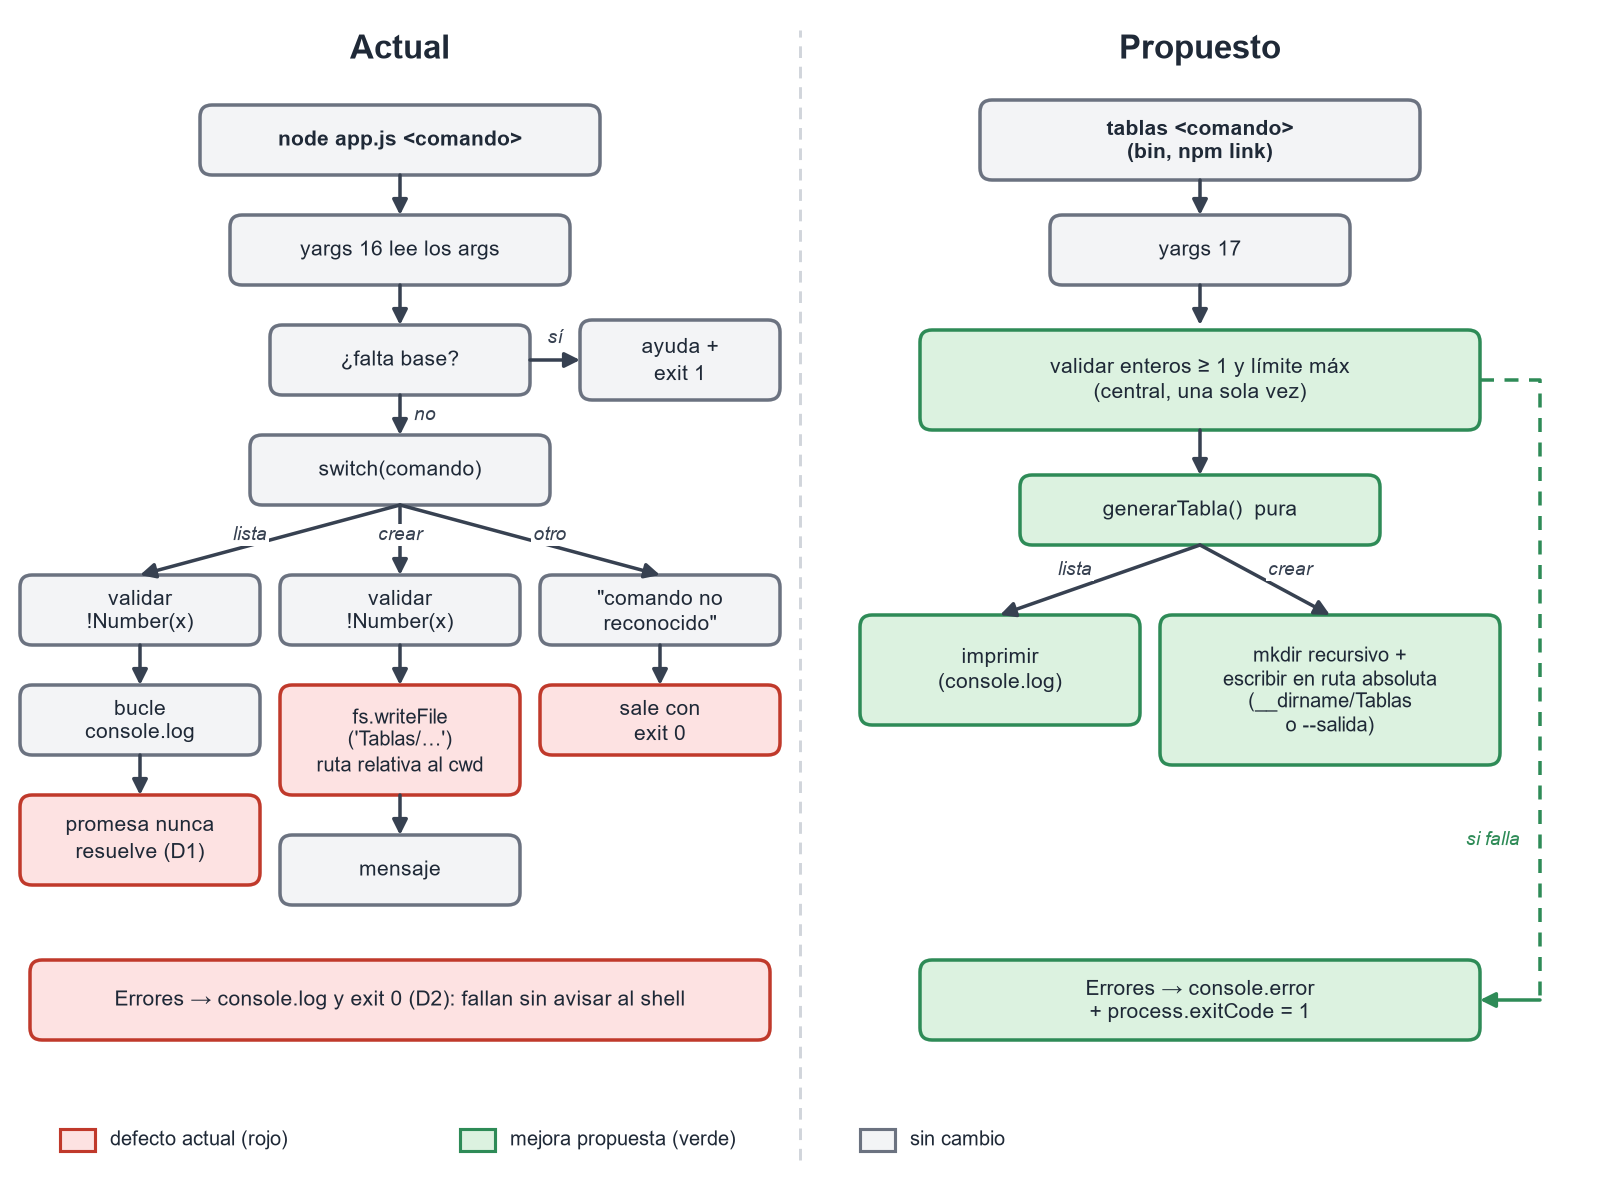 Actual
node app.js <comando>
yargs 16 lee los args
¿falta base?
sí
ayuda +
exit 1
no
switch(comando)
lista
crear
otro
validar
!Number(x)
validar
!Number(x)
"comando no
reconocido"
bucle
console.log
fs.writeFile
('Tablas/…')
ruta relativa al cwd
sale con
exit 0
promesa nunca
resuelve (D1)
mensaje
Errores → console.log y exit 0 (D2): fallan sin avisar al shell
Propuesto
tablas <comando>
(bin, npm link)
yargs 17
validar enteros ≥ 1 y límite máx
(central, una sola vez)
generarTabla()  pura
lista
crear
imprimir
(console.log)
mkdir recursivo +
escribir en ruta absoluta
(__dirname/Tablas
o --salida)
si falla
Errores → console.error
+ process.exitCode = 1
defecto actual (rojo)
mejora propuesta (verde)
sin cambio